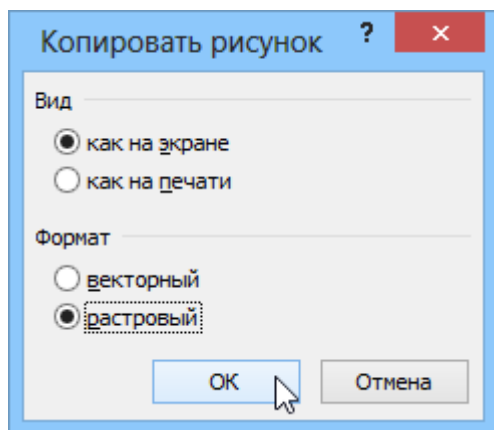 Копировать рисунок ? ×
Вид
как на экране
как на печати
Формат
векторный
растровый
ОК Отмена